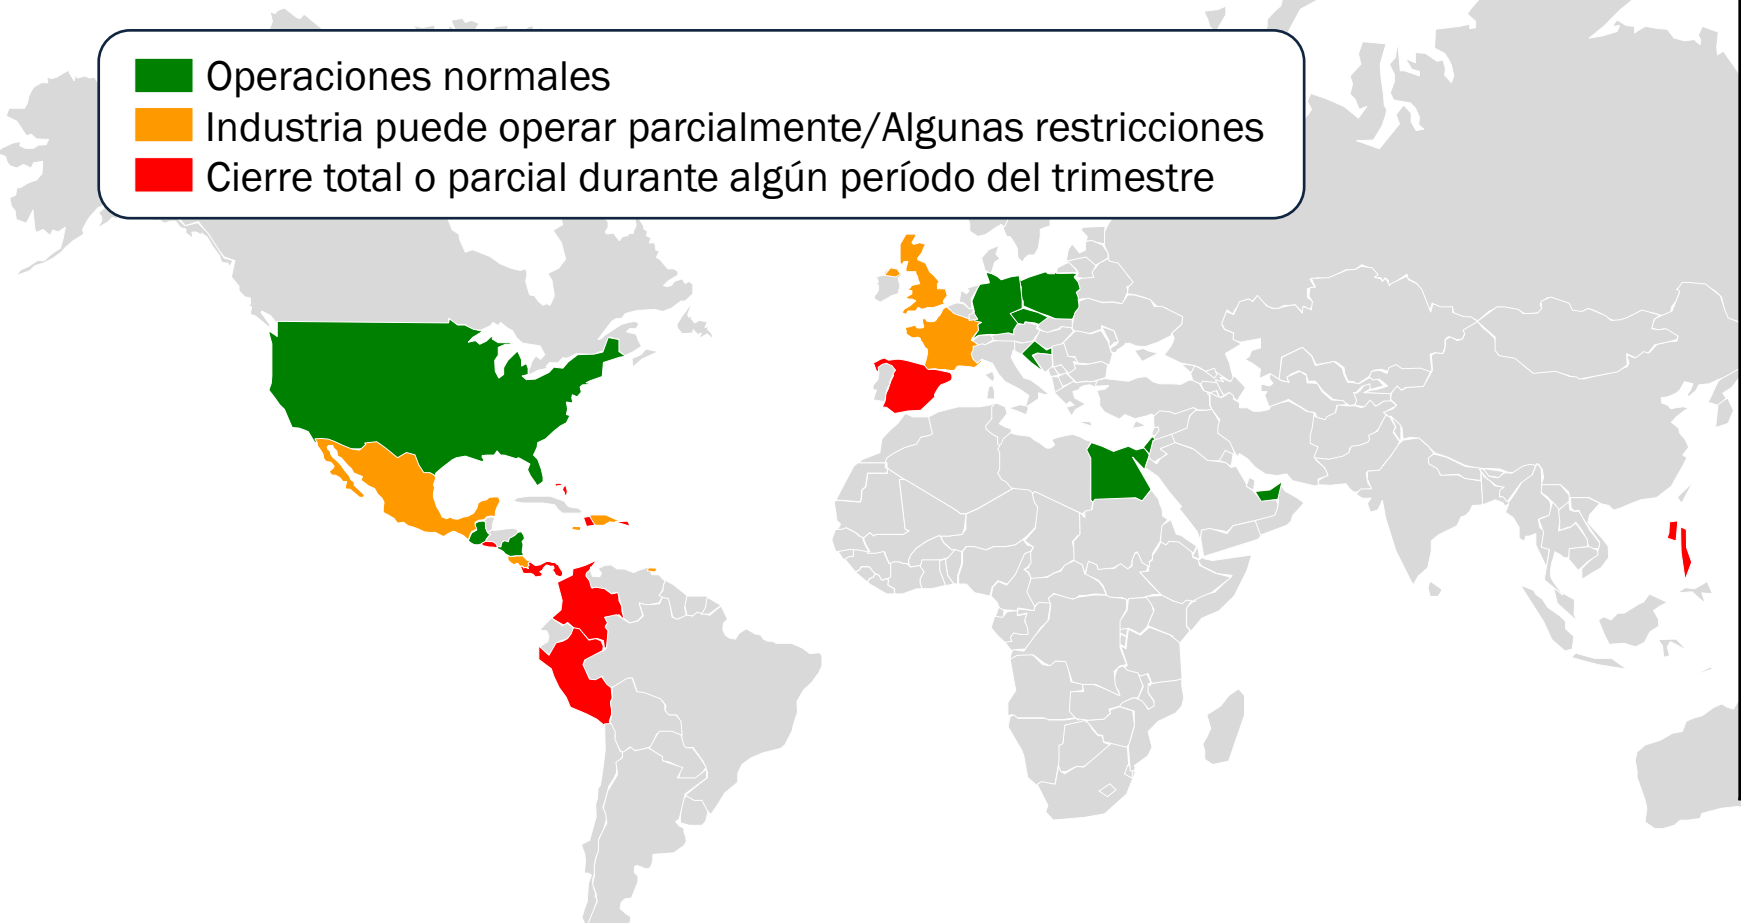 Operaciones normales
Industria puede operar parcialmente/Algunas restricciones
Cierre total o parcial durante algún período del trimestre